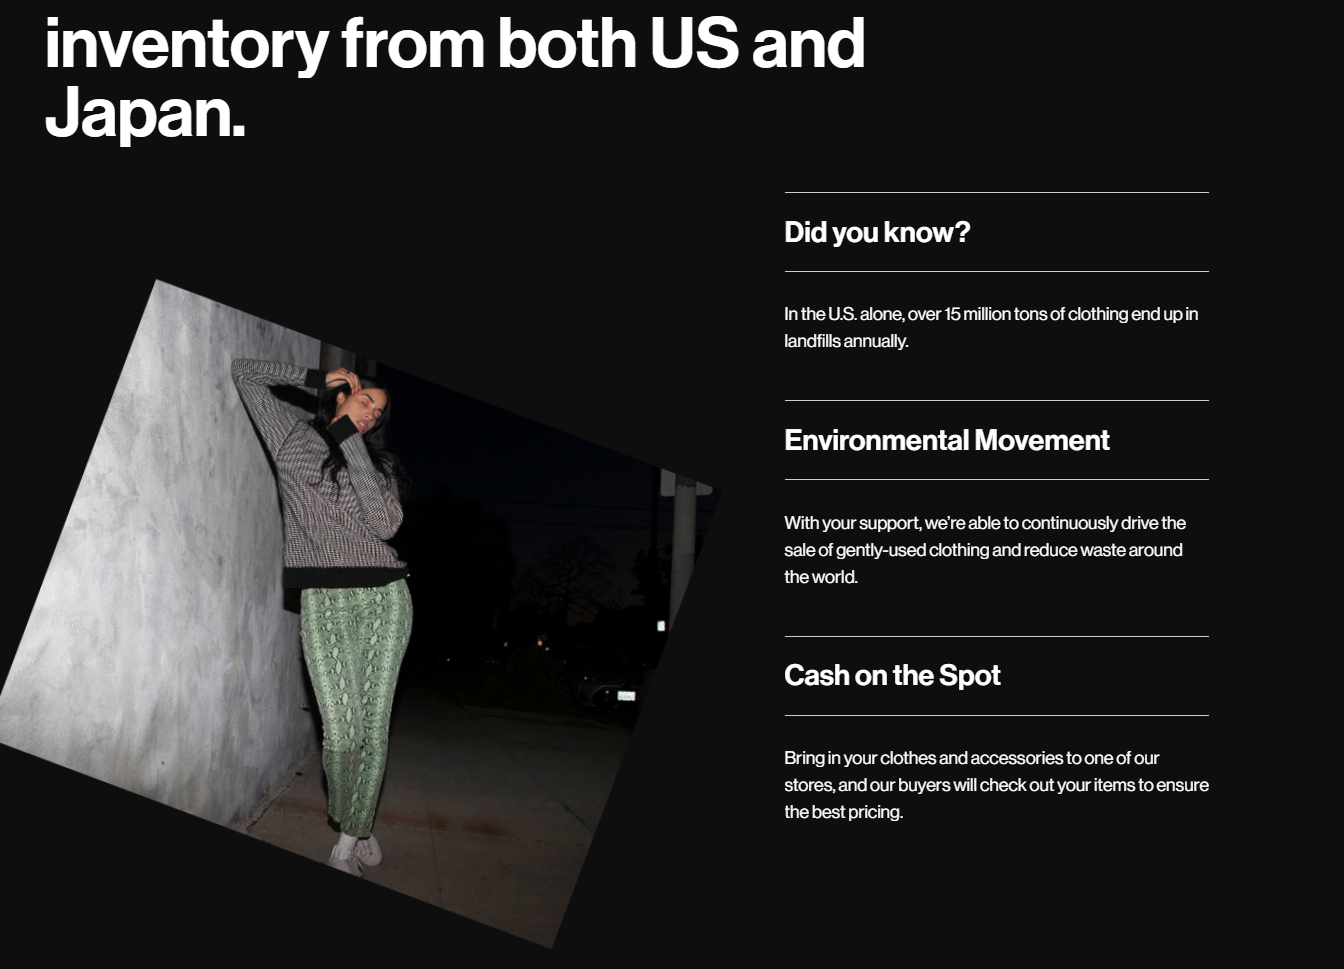 inventory from both US and
Japan.
Did you know?
In the U.S. alone, over 15 million tons of clothing end up in
landfills annually.
Environmental Movement
With your support, we’re able to continuously drive the
sale of gently-used clothing and reduce waste around
the world.
Cash on the Spot
Bring in your clothes and accessories to one of our
stores, and our buyers will check out your items to ensure
the best pricing.